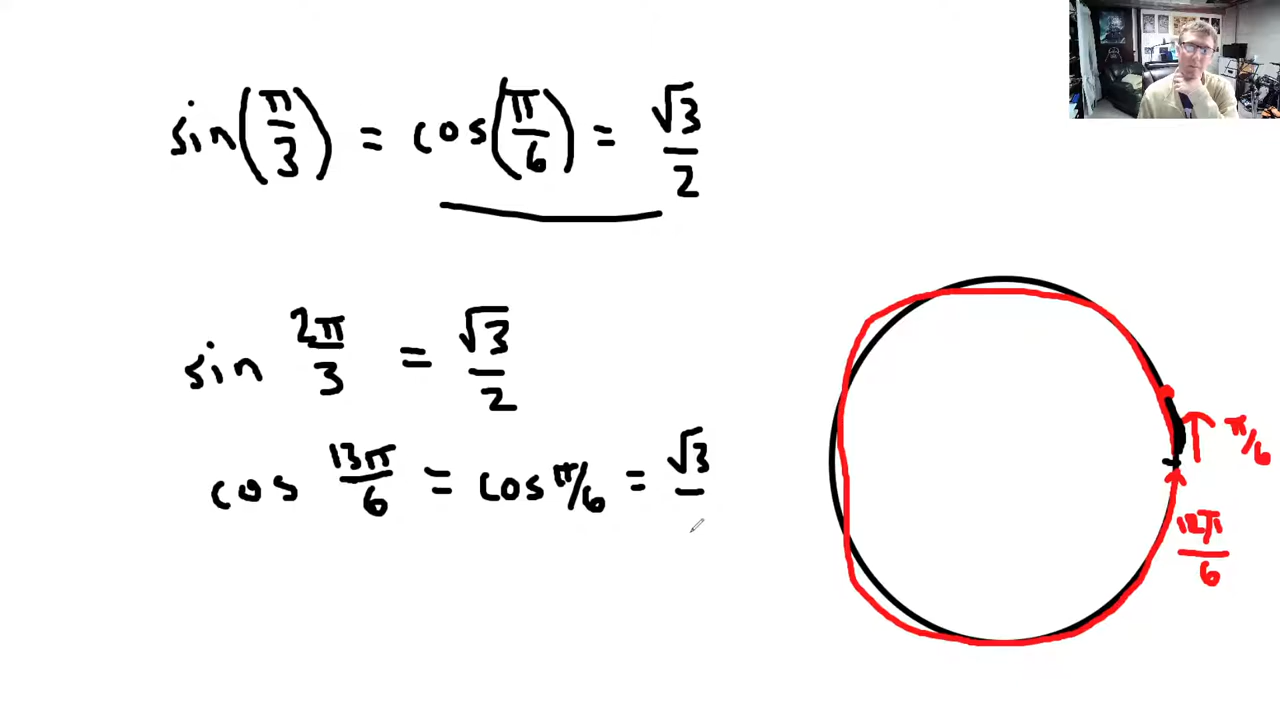 sin(π/3) = cos(π/6) = √3/2
sin 2π/3 = √3/2
cos 13π/6 = cos π/6 = √3/
π/6
12π/6